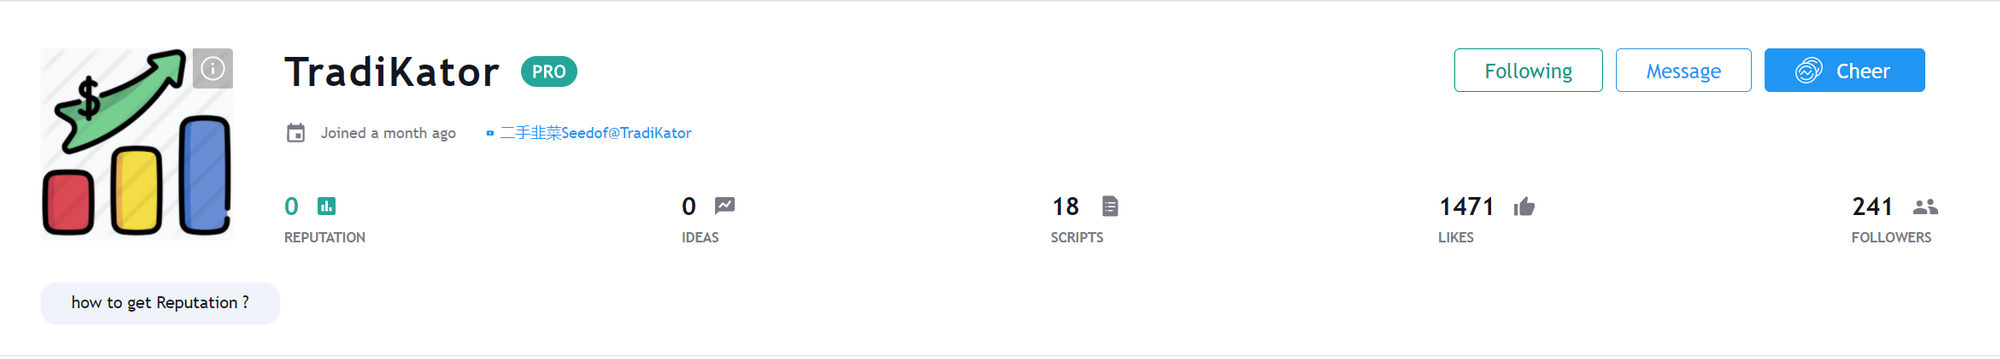 TradiKator PRO
Following
Message
Cheer
Joined a month ago
二手韭菜Seedof@TradiKator
0
REPUTATION
0
IDEAS
18
SCRIPTS
1471
LIKES
241
FOLLOWERS
how to get Reputation ?
$